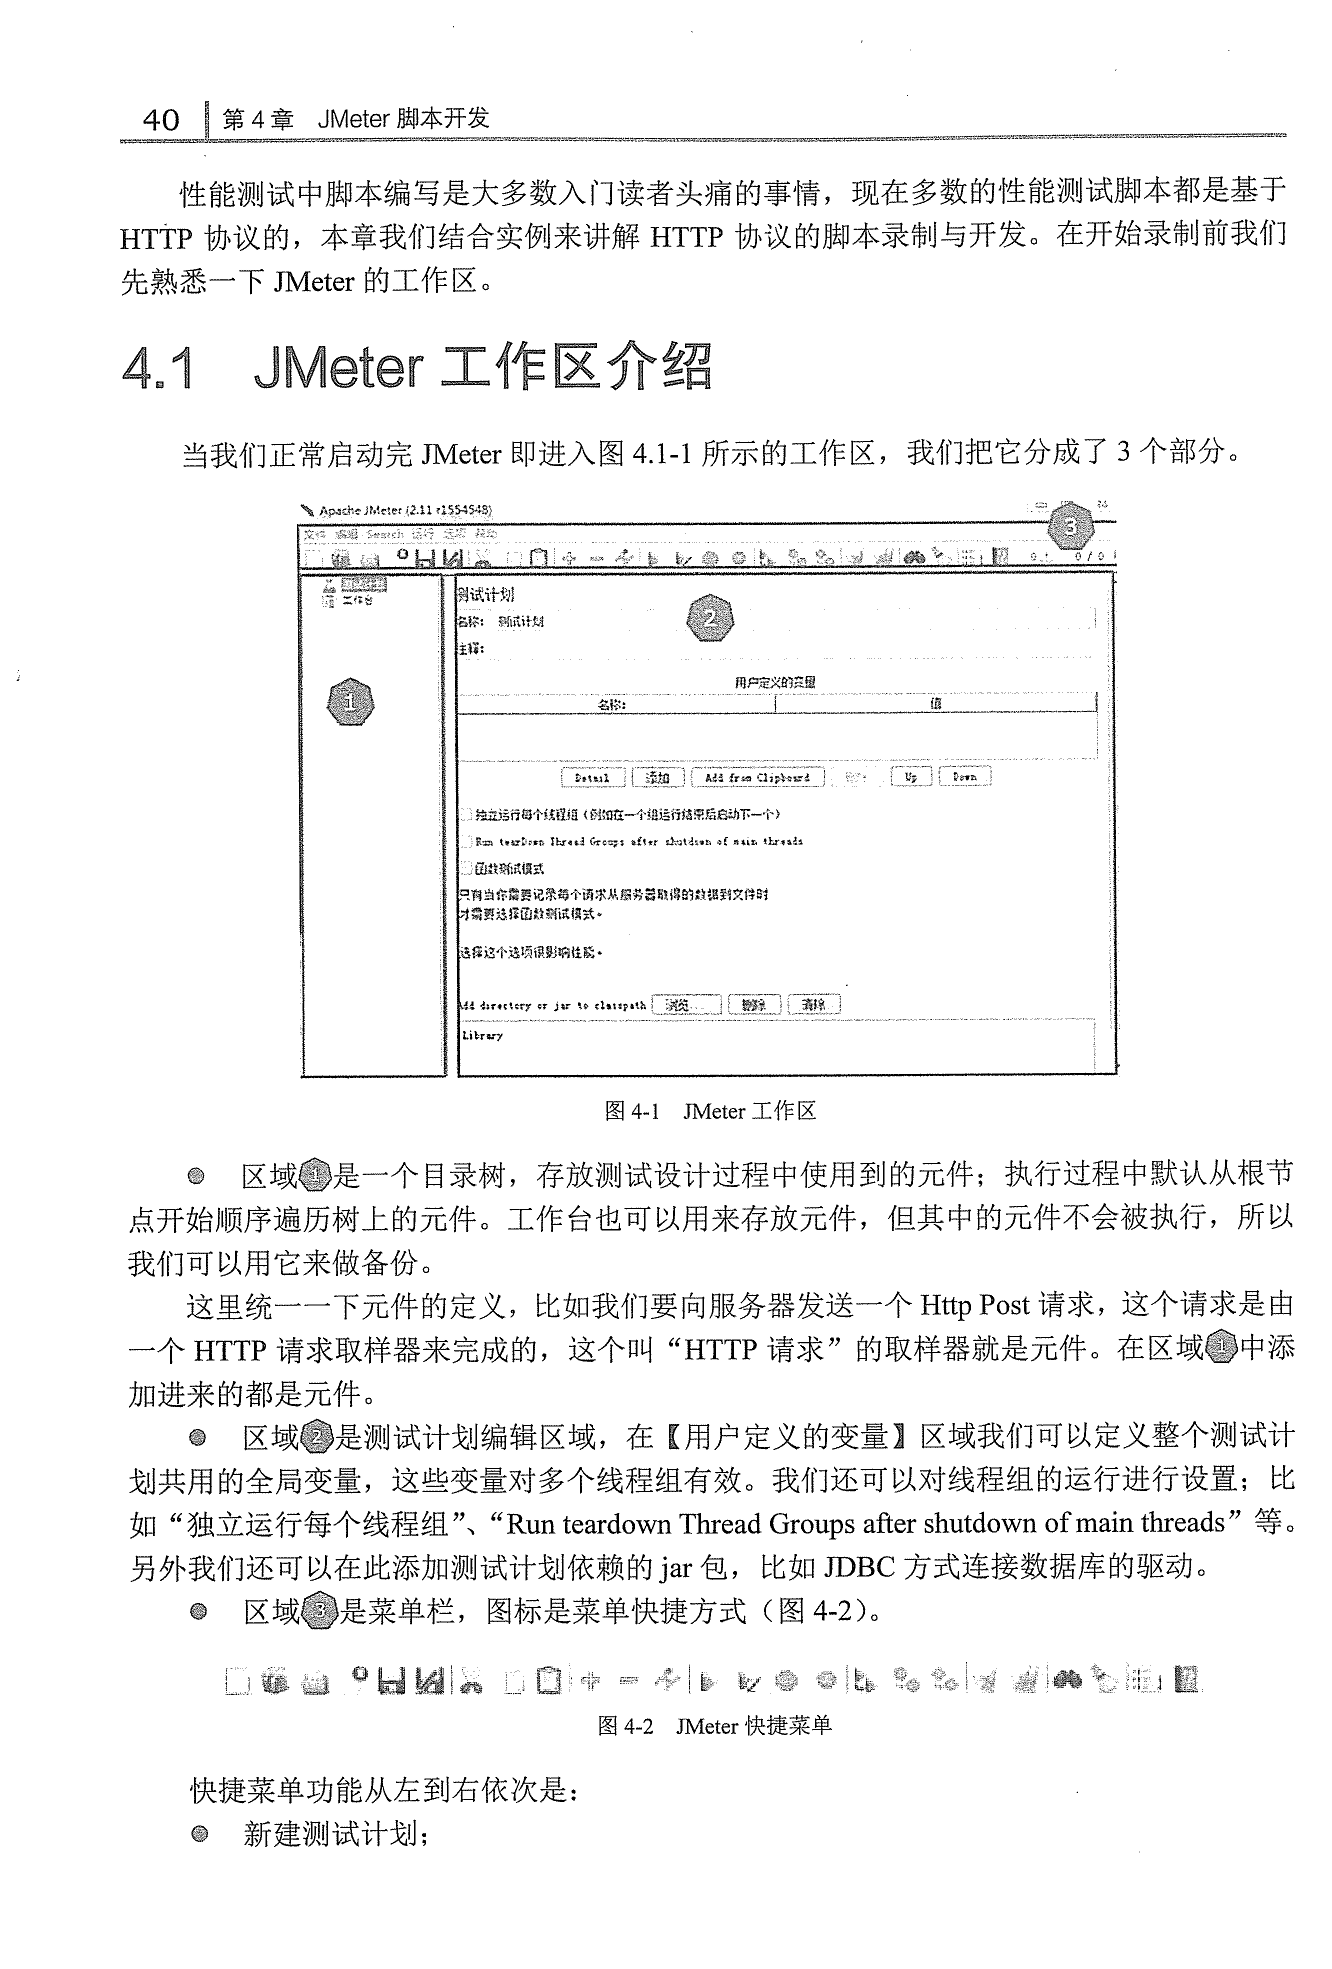 40 第 4 章 JMeter 脚本开发
性能测试中脚本编写是大多数入门读者头痛的事情，现在多数的性能测试脚本都是基于
HTTP 协议的，本章我们结合实例来讲解 HTTP 协议的脚本录制与开发。在开始录制前我们
先熟悉一下 JMeter 的工作区。
4.1 JMeter 工作区介绍
当我们正常启动完 JMeter 即进入图 4.1-1 所示的工作区，我们把它分成了 3 个部分。
Apache JMeter (2.11 r1554548)
文件 编辑 Search 运行 选项 帮助
3
0 / 0
工作台
1
测试计划
2
名称： 测试计划
注释：
用户定义的变量
名称： 值
Detail 添加 Add from Clipboard Up Down
独立运行每个线程组（例如在一个组运行结束后启动下一个）
Run tearDown Thread Groups after shutdown of main threads
函数测试模式
只有当你需要记录每个请求从服务器取得的数据到文件时
才需要选择函数测试模式。
选择这个选项很影响性能。
Add directory or jar to classpath 浏览... 删除 清除
Library
图 4-1 JMeter 工作区
● 区域1是一个目录树，存放测试设计过程中使用到的元件；执行过程中默认从根节
点开始顺序遍历树上的元件。工作台也可以用来存放元件，但其中的元件不会被执行，所以
我们可以用它来做备份。
这里统一一下元件的定义，比如我们要向服务器发送一个 Http Post 请求，这个请求是由
一个 HTTP 请求取样器来完成的，这个叫“HTTP 请求”的取样器就是元件。在区域1中添
加进来的都是元件。
● 区域2是测试计划编辑区域，在【用户定义的变量】区域我们可以定义整个测试计
划共用的全局变量，这些变量对多个线程组有效。我们还可以对线程组的运行进行设置；比
如“独立运行每个线程组”、“Run teardown Thread Groups after shutdown of main threads”等。
另外我们还可以在此添加测试计划依赖的 jar 包，比如 JDBC 方式连接数据库的驱动。
● 区域3是菜单栏，图标是菜单快捷方式（图 4-2）。
图 4-2 JMeter 快捷菜单
快捷菜单功能从左到右依次是：
● 新建测试计划；